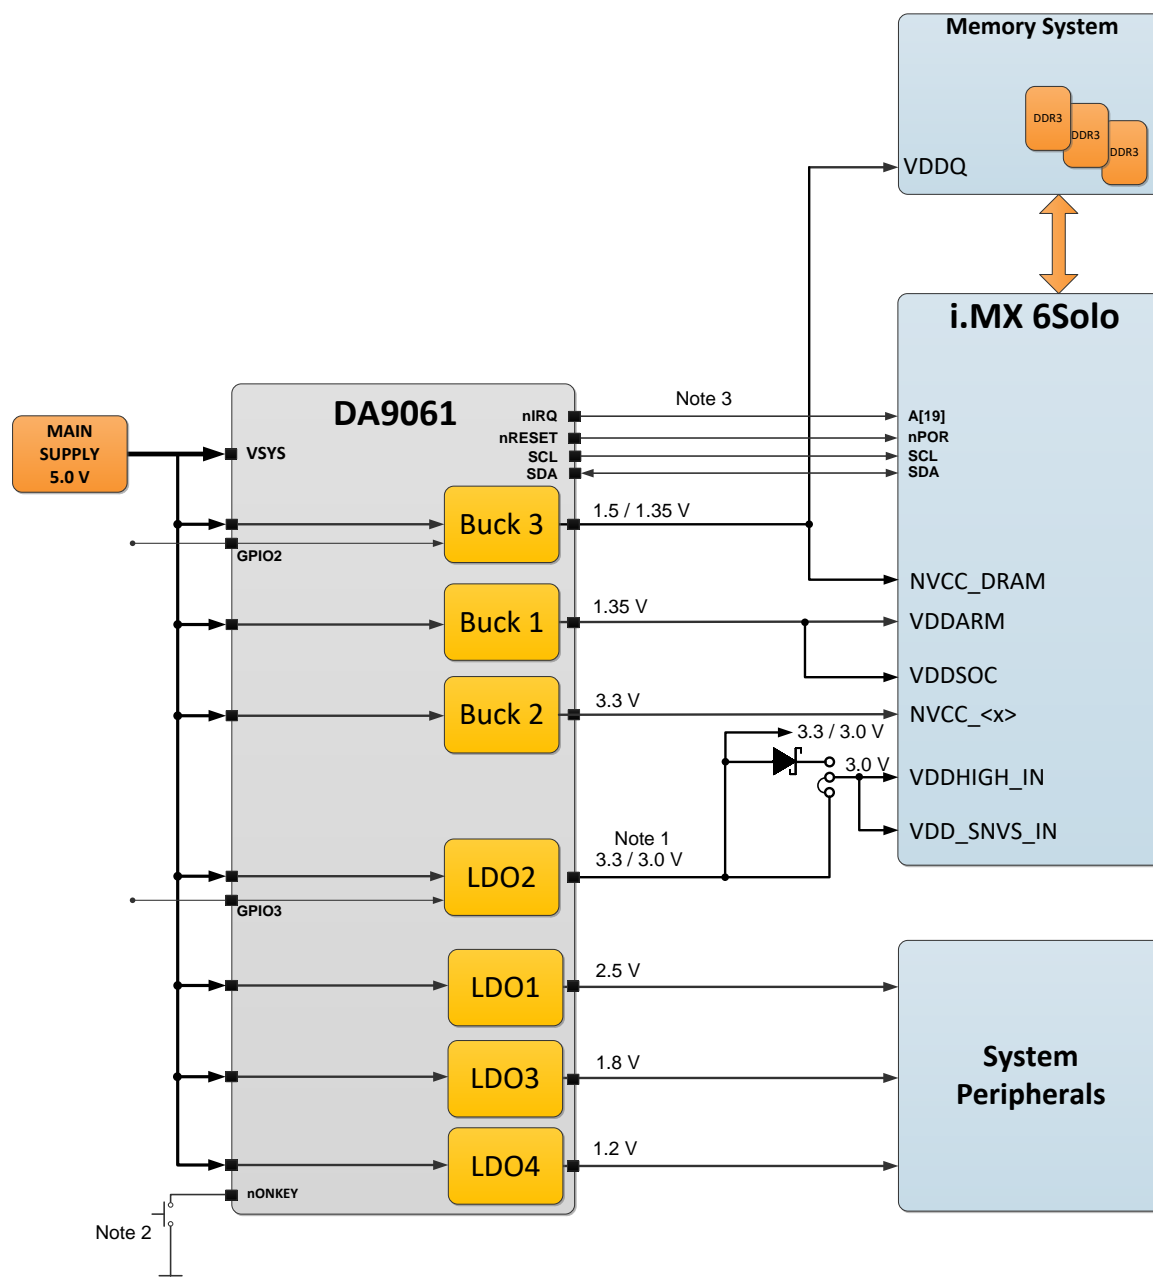 Memory System
DDR3
DDR3
DDR3
VDDQ
i.MX 6Solo
DA9061
MAIN
SUPPLY
5.0 V
VSYS
nIRQ
Note 3
A[19]
nRESET
nPOR
SCL
SCL
SDA
SDA
Buck 3
1.5 / 1.35 V
GPIO2
NVCC_DRAM
Buck 1
1.35 V
VDDARM
VDDSOC
Buck 2
3.3 V
NVCC_<x>
3.3 / 3.0 V
3.0 V
VDDHIGH_IN
VDD_SNVS_IN
Note 1
3.3 / 3.0 V
LDO2
GPIO3
LDO1
2.5 V
System
Peripherals
LDO3
1.8 V
LDO4
1.2 V
nONKEY
Note 2